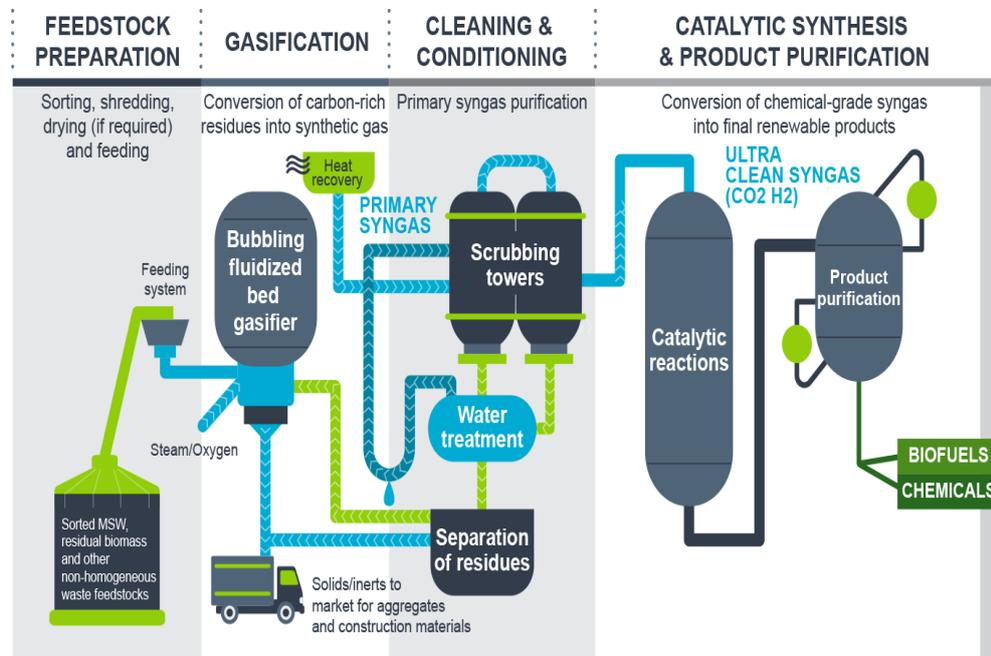 FEEDSTOCK
PREPARATION
GASIFICATION
CLEANING &
CONDITIONING
CATALYTIC SYNTHESIS
& PRODUCT PURIFICATION
Sorting, shredding,
drying (if required)
and feeding
Conversion of carbon-rich
residues into synthetic gas
Primary syngas purification
Conversion of chemical-grade syngas
into final renewable products
Heat
recovery
PRIMARY
SYNGAS
ULTRA
CLEAN SYNGAS
(CO2 H2)
Bubbling
fluidized
bed
gasifier
Scrubbing
towers
Feeding
system
Product
purification
Catalytic
reactions
Water
treatment
Steam/Oxygen
BIOFUELS
CHEMICALS
Sorted MSW,
residual biomass
and other
non-homogeneous
waste feedstocks
Separation
of residues
Solids/inerts to
market for aggregates
and construction materials